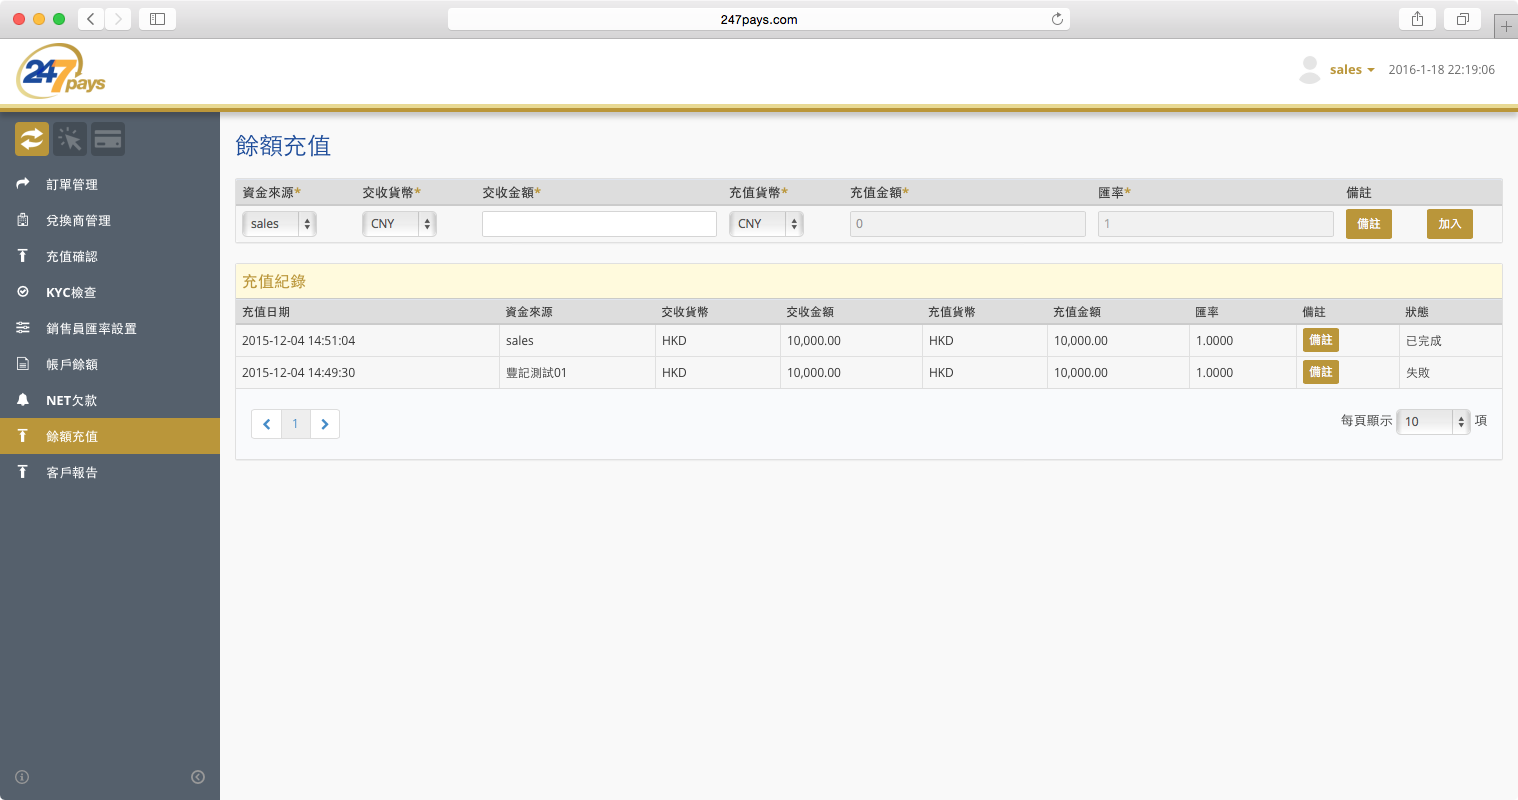 247pays.com
247pays
sales 2016-1-18 22:19:06
訂單管理
兌換商管理
充值確認
KYC檢查
銷售員匯率設置
帳戶餘額
NET欠款
餘額充值
客戶報告
餘額充值
資金來源* 交收貨幣* 交收金額* 充值貨幣* 充值金額* 匯率* 備註
sales CNY CNY 0 1 備註 加入
充值紀錄
充值日期 資金來源 交收貨幣 交收金額 充值貨幣 充值金額 匯率 備註 狀態
2015-12-04 14:51:04 sales HKD 10,000.00 HKD 10,000.00 1.0000 備註 已完成
2015-12-04 14:49:30 豐記測試01 HKD 10,000.00 HKD 10,000.00 1.0000 備註 失敗
1 每頁顯示 10 項